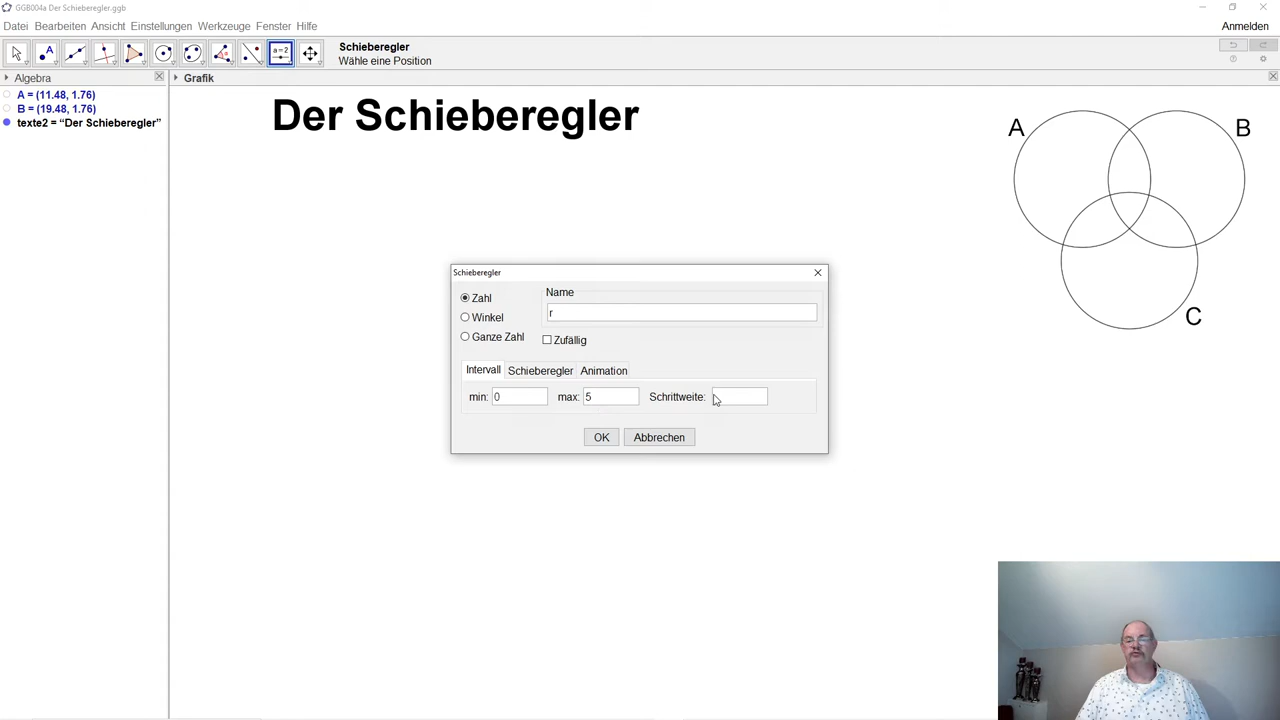 GGB004a Der Schieberegler.ggb
Datei Bearbeiten Ansicht Einstellungen Werkzeuge Fenster Hilfe
Anmelden
A
a=2
Schieberegler
Wähle eine Position
Algebra
Grafik
A = (11.48, 1.76)
B = (19.48, 1.76)
texte2 = “Der Schieberegler”
Der Schieberegler
A
B
C
Schieberegler
Zahl
Winkel
Ganze Zahl
Name
r
Zufällig
Intervall Schieberegler Animation
min: 0 max: 5 Schrittweite:
OK Abbrechen